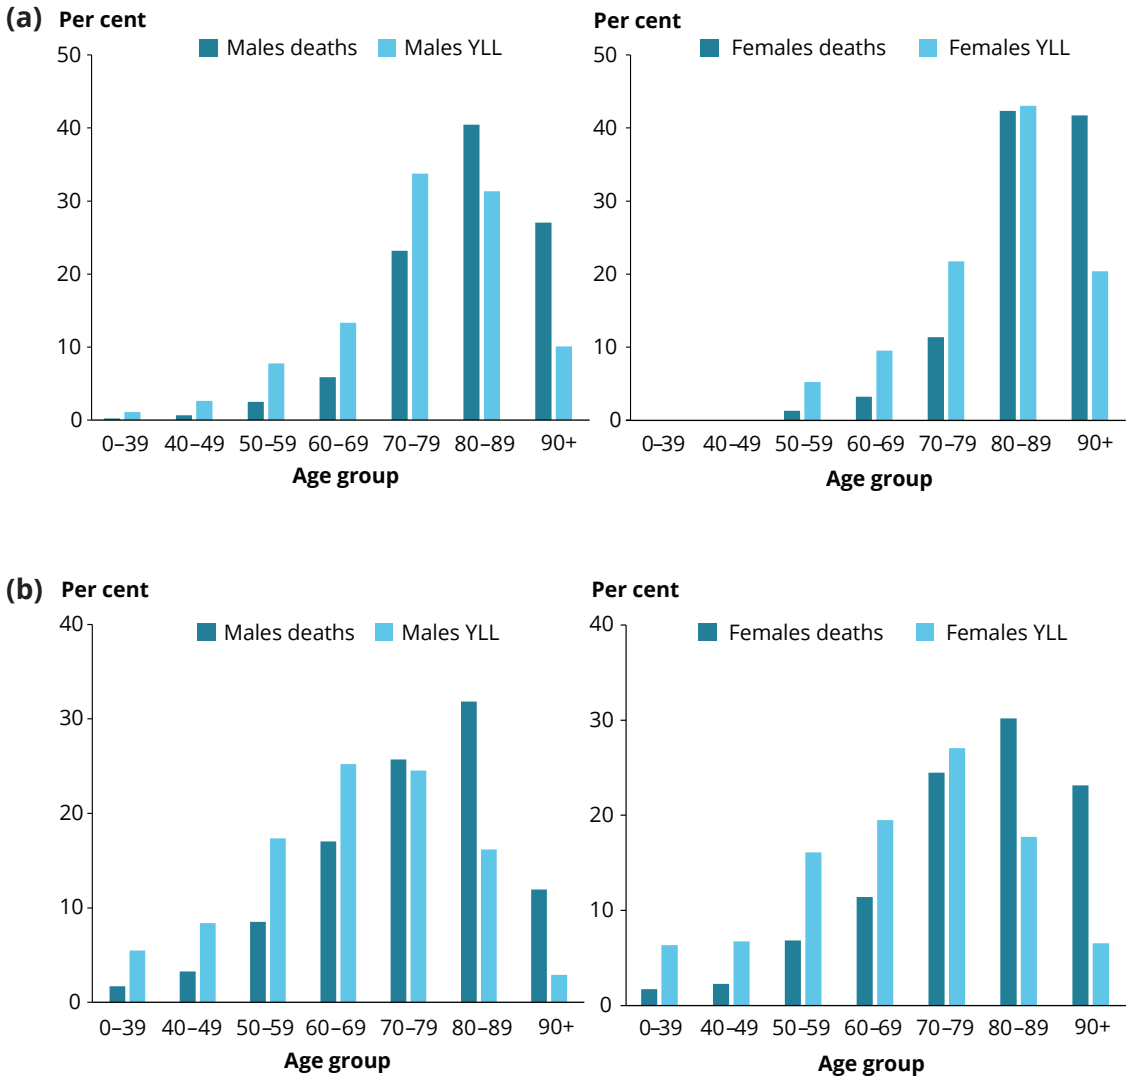 (a) Per cent
Males deaths Males YLL
50
40
30
20
10
0
0–39 40–49 50–59 60–69 70–79 80–89 90+
Age group
Per cent
Females deaths Females YLL
50
40
30
20
10
0
0–39 40–49 50–59 60–69 70–79 80–89 90+
Age group
(b) Per cent
Males deaths Males YLL
40
30
20
10
0
0–39 40–49 50–59 60–69 70–79 80–89 90+
Age group
Per cent
Females deaths Females YLL
40
30
20
10
0
0–39 40–49 50–59 60–69 70–79 80–89 90+
Age group